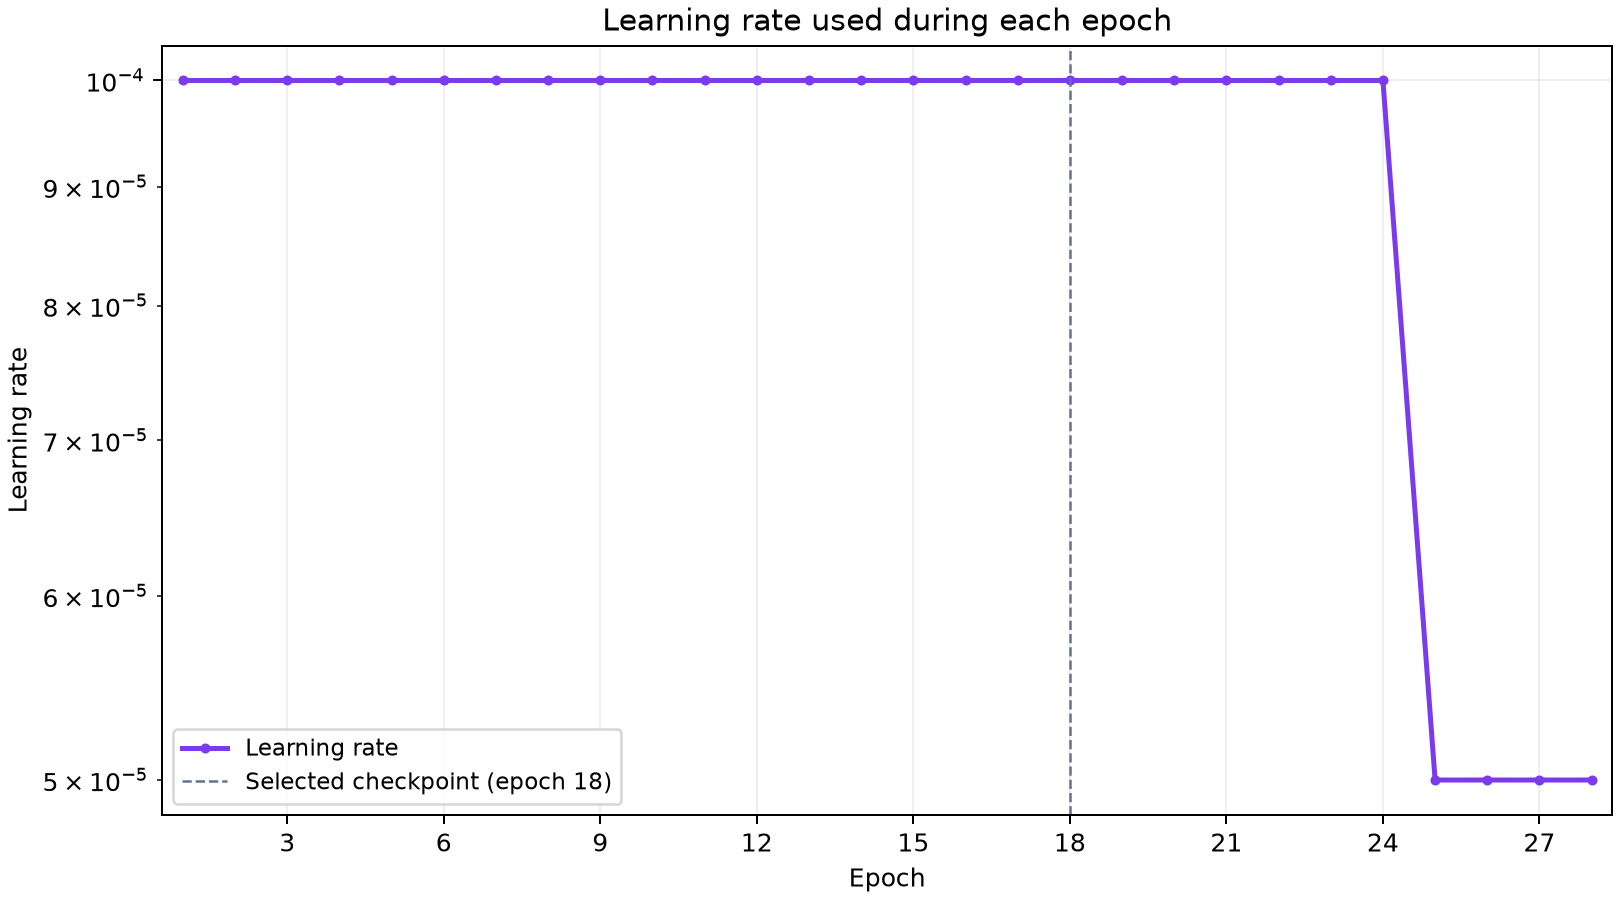 Learning rate used during each epoch
10⁻⁴
9 × 10⁻⁵
8 × 10⁻⁵
7 × 10⁻⁵
6 × 10⁻⁵
5 × 10⁻⁵
Learning rate
Learning rate
Selected checkpoint (epoch 18)
3 6 9 12 15 18 21 24 27
Epoch